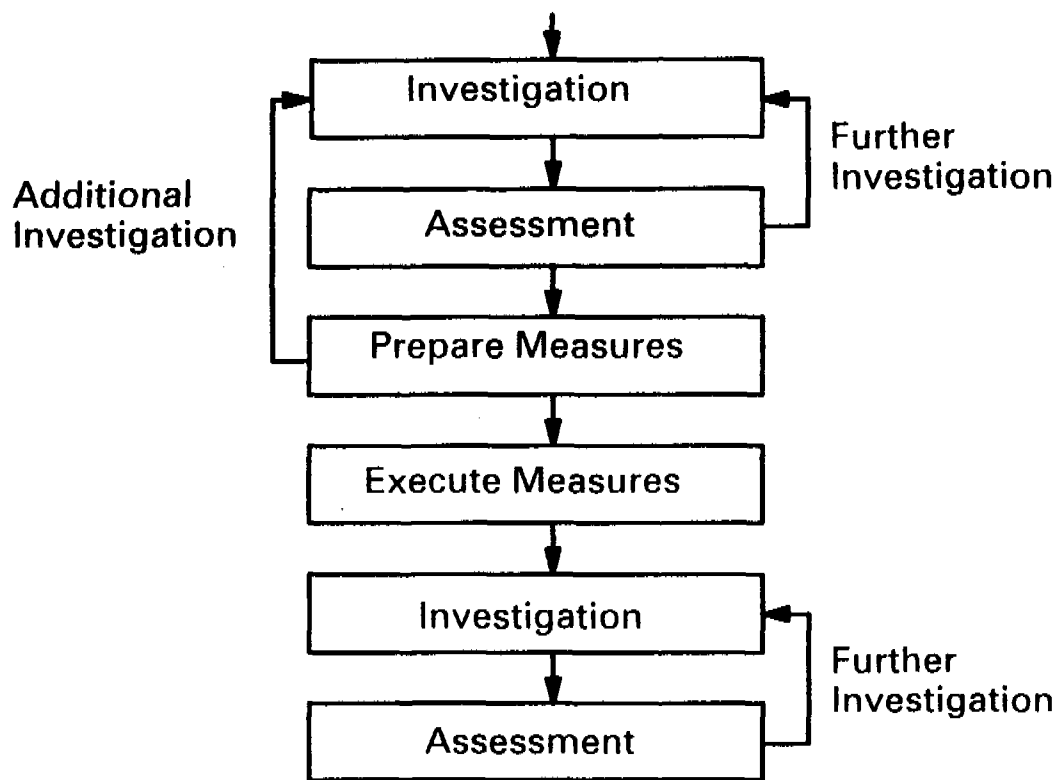 Investigation
Further
Investigation
Additional
Investigation
Assessment
Prepare Measures
Execute Measures
Investigation
Further
Investigation
Assessment